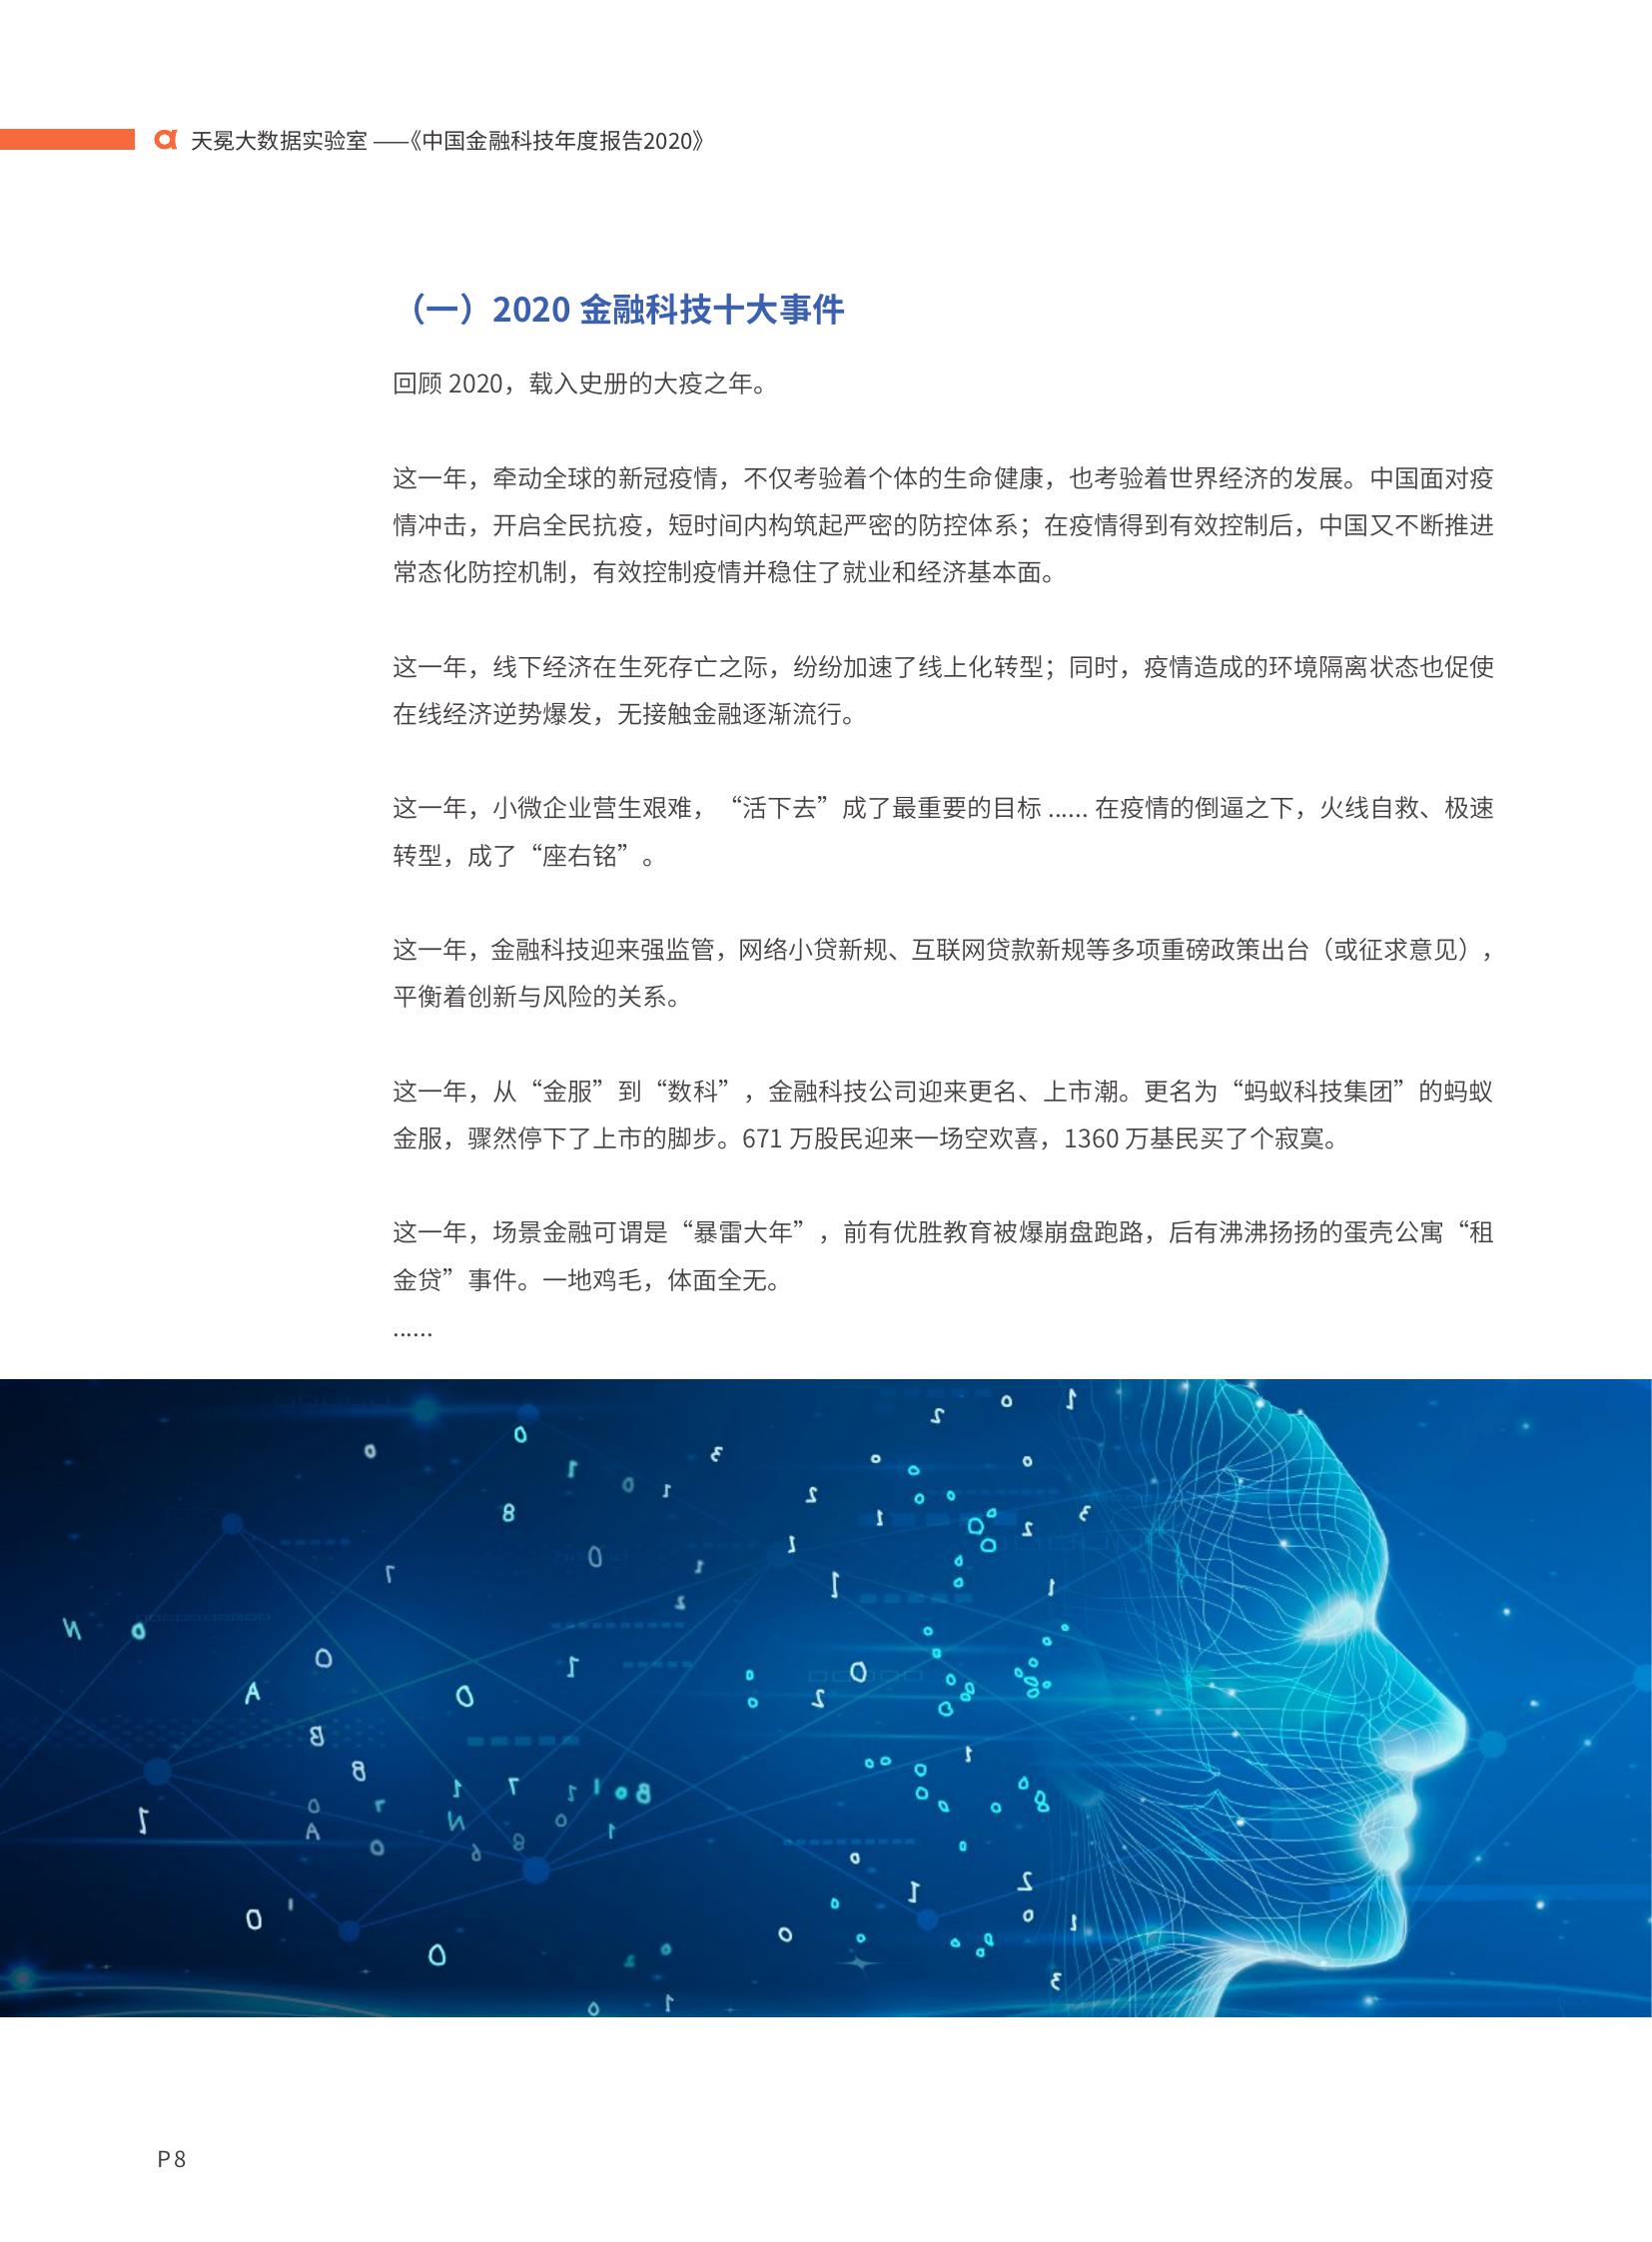 天冕大数据实验室 ——《中国金融科技年度报告2020》
（一）2020 金融科技十大事件
回顾 2020，载入史册的大疫之年。
这一年，牵动全球的新冠疫情，不仅考验着个体的生命健康，也考验着世界经济的发展。中国面对疫
情冲击，开启全民抗疫，短时间内构筑起严密的防控体系；在疫情得到有效控制后，中国又不断推进
常态化防控机制，有效控制疫情并稳住了就业和经济基本面。
这一年，线下经济在生死存亡之际，纷纷加速了线上化转型；同时，疫情造成的环境隔离状态也促使
在线经济逆势爆发，无接触金融逐渐流行。
这一年，小微企业营生艰难，“活下去”成了最重要的目标 ...... 在疫情的倒逼之下，火线自救、极速
转型，成了“座右铭”。
这一年，金融科技迎来强监管，网络小贷新规、互联网贷款新规等多项重磅政策出台（或征求意见），
平衡着创新与风险的关系。
这一年，从“金服”到“数科”，金融科技公司迎来更名、上市潮。更名为“蚂蚁科技集团”的蚂蚁
金服，骤然停下了上市的脚步。671 万股民迎来一场空欢喜，1360 万基民买了个寂寞。
这一年，场景金融可谓是“暴雷大年”，前有优胜教育被爆崩盘跑路，后有沸沸扬扬的蛋壳公寓“租
金贷”事件。一地鸡毛，体面全无。
......
P8